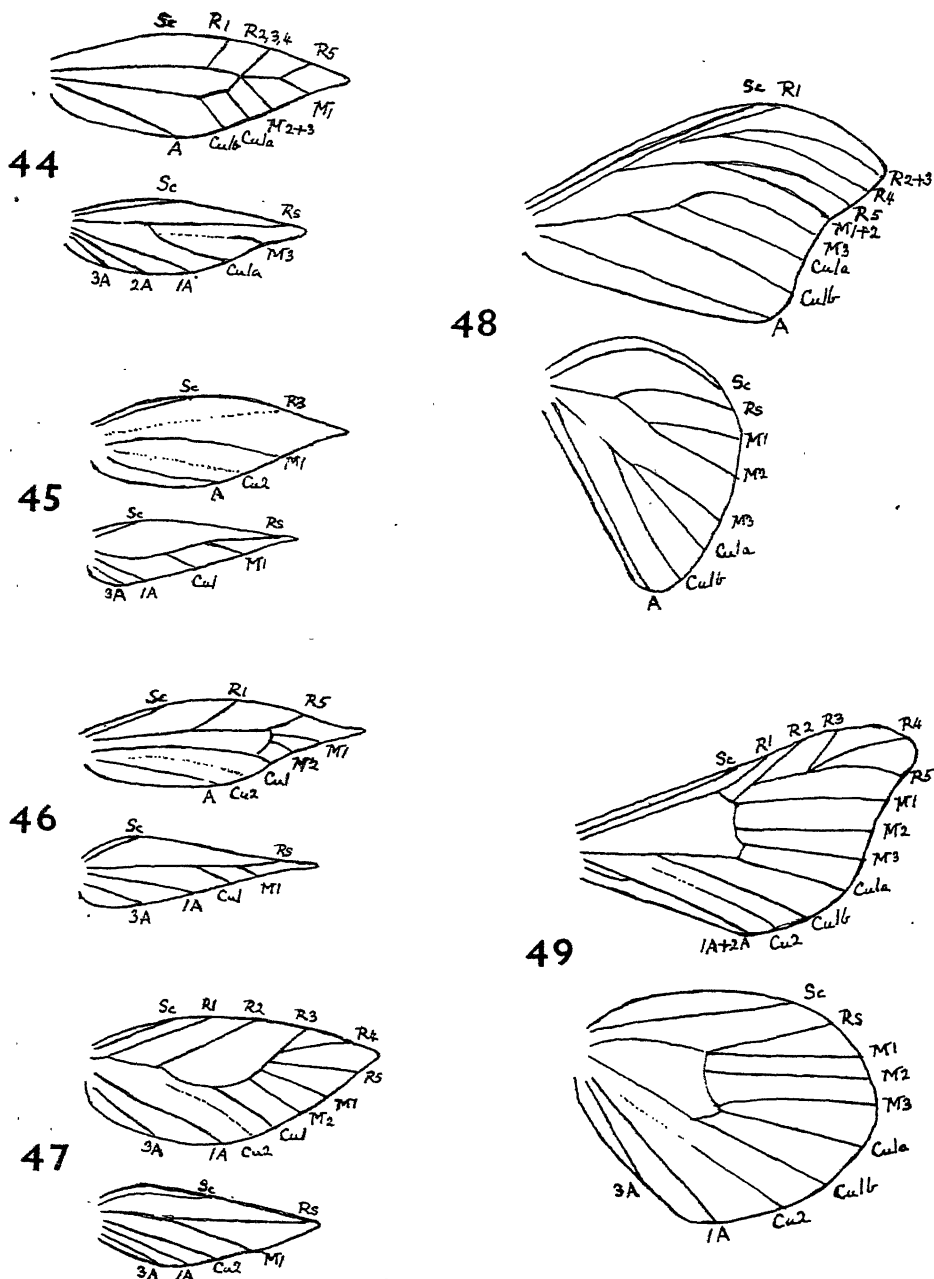 Sc R1 R2,3,4 R5
M1
M2+3
Cu1a
Cu1b
A
44
Sc
Rs
M3
Cu1a
1A
2A
3A
Sc R3
M1
Cu2
A
45
Sc Rs
M1
Cu1
1A
3A
Sc R1 R5
M1
M2
Cu1
Cu2
A
46
Sc
Rs
M1
Cu1
1A
3A
Sc R1 R2 R3
R4
R5
M1
M2
Cu1
Cu2
1A
3A
47
Sc
Rs
M1
Cu2
1A
3A
Sc R1
R2+3
R4
R5
M1+2
M3
Cu1a
Cu1b
A
48
Sc
Rs
M1
M2
M3
Cu1a
Cu1b
A
Sc R1 R2 R3 R4
R5
M1
M2
M3
Cu1a
Cu1b
Cu2
1A+2A
49
Sc
Rs
M1
M2
M3
Cu1a
Cu1b
Cu2
1A
3A